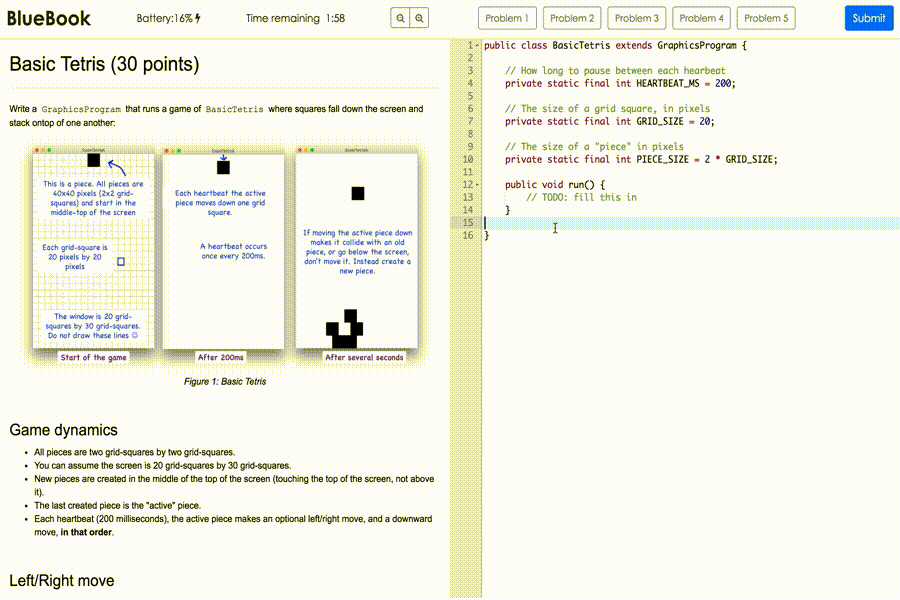 BlueBook
Battery:16%
Time remaining 1:58
Problem 1
Problem 2
Problem 3
Problem 4
Problem 5
Submit
Basic Tetris (30 points)
Write a GraphicsProgram that runs a game of BasicTetris where squares fall down the screen and
stack ontop of one another:
This is a piece. All pieces are
40x40 pixels (2x2 grid-
squares) and start in the
middle-top of the screen
Each grid-square is
20 pixels by 20
pixels
The window is 20 grid-
squares by 30 grid-squares.
Do not draw these lines ☺
Start of the game
Each heartbeat the active
piece moves down one grid
square.
A heartbeat occurs
once every 200ms.
After 200ms
If moving the active piece down
makes it collide with an old
piece, or go below the screen,
don't move it. Instead create a
new piece.
After several seconds
Figure 1: Basic Tetris
Game dynamics
• All pieces are two grid-squares by two grid-squares.
• You can assume the screen is 20 grid-squares by 30 grid-squares.
• New pieces are created in the middle of the top of the screen (touching the top of the screen, not above
it).
• The last created piece is the "active" piece.
• Each heartbeat (200 milliseconds), the active piece makes an optional left/right move, and a downward
move, in that order.
Left/Right move
1 public class BasicTetris extends GraphicsProgram {
2
3 // How long to pause between each hearbeat
4 private static final int HEARTBEAT_MS = 200;
5
6 // The size of a grid square, in pixels
7 private static final int GRID_SIZE = 20;
8
9 // The size of a "piece" in pixels
10 private static final int PIECE_SIZE = 2 * GRID_SIZE;
11
12 public void run() {
13 // TODO: fill this in
14 }
15
16 }